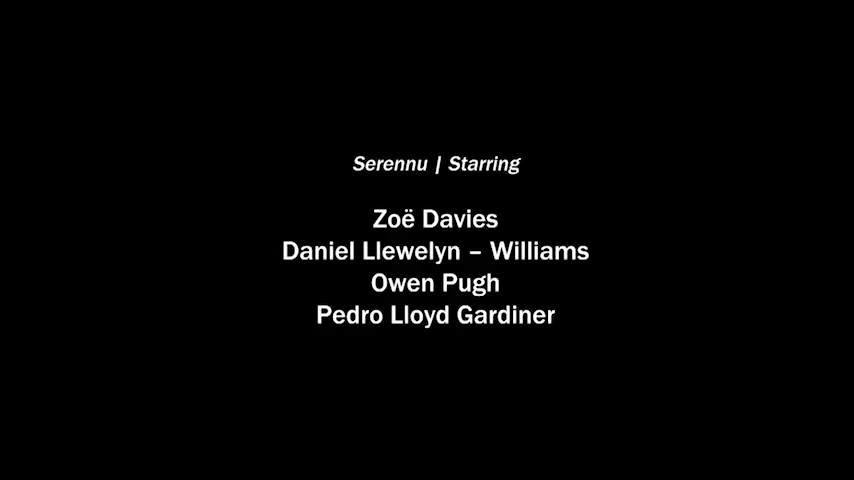 Serennu | Starring
Zoë Davies
Daniel Llewelyn – Williams
Owen Pugh
Pedro Lloyd Gardiner